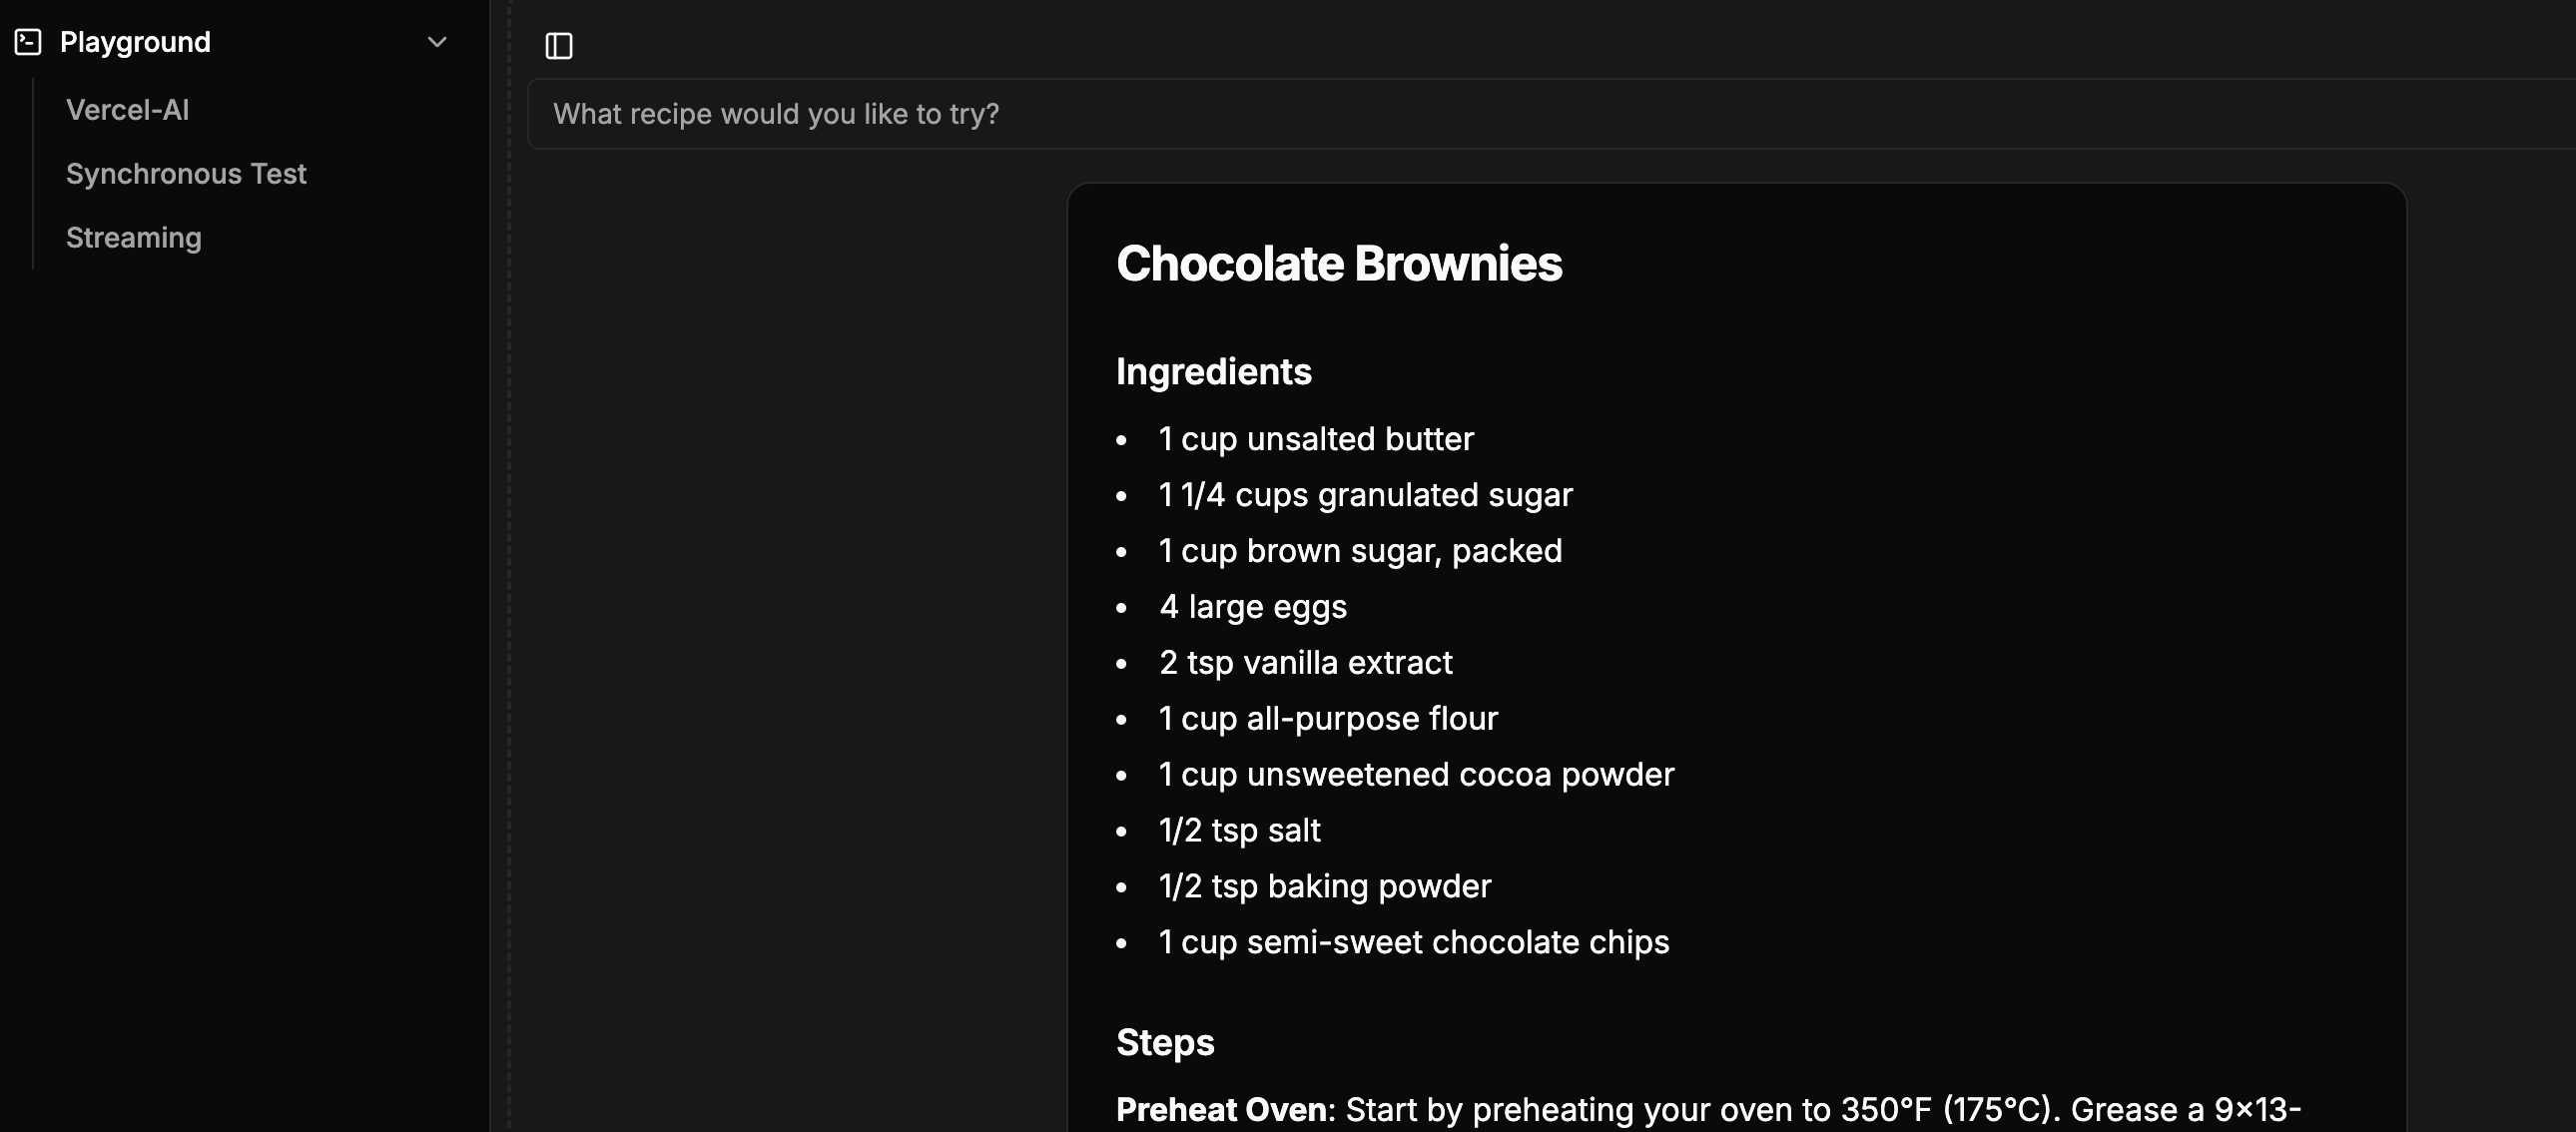 Playground
Vercel-AI
Synchronous Test
Streaming
What recipe would you like to try?
Chocolate Brownies
Ingredients
• 1 cup unsalted butter
• 1 1/4 cups granulated sugar
• 1 cup brown sugar, packed
• 4 large eggs
• 2 tsp vanilla extract
• 1 cup all-purpose flour
• 1 cup unsweetened cocoa powder
• 1/2 tsp salt
• 1/2 tsp baking powder
• 1 cup semi-sweet chocolate chips
Steps
Preheat Oven: Start by preheating your oven to 350°F (175°C). Grease a 9×13-